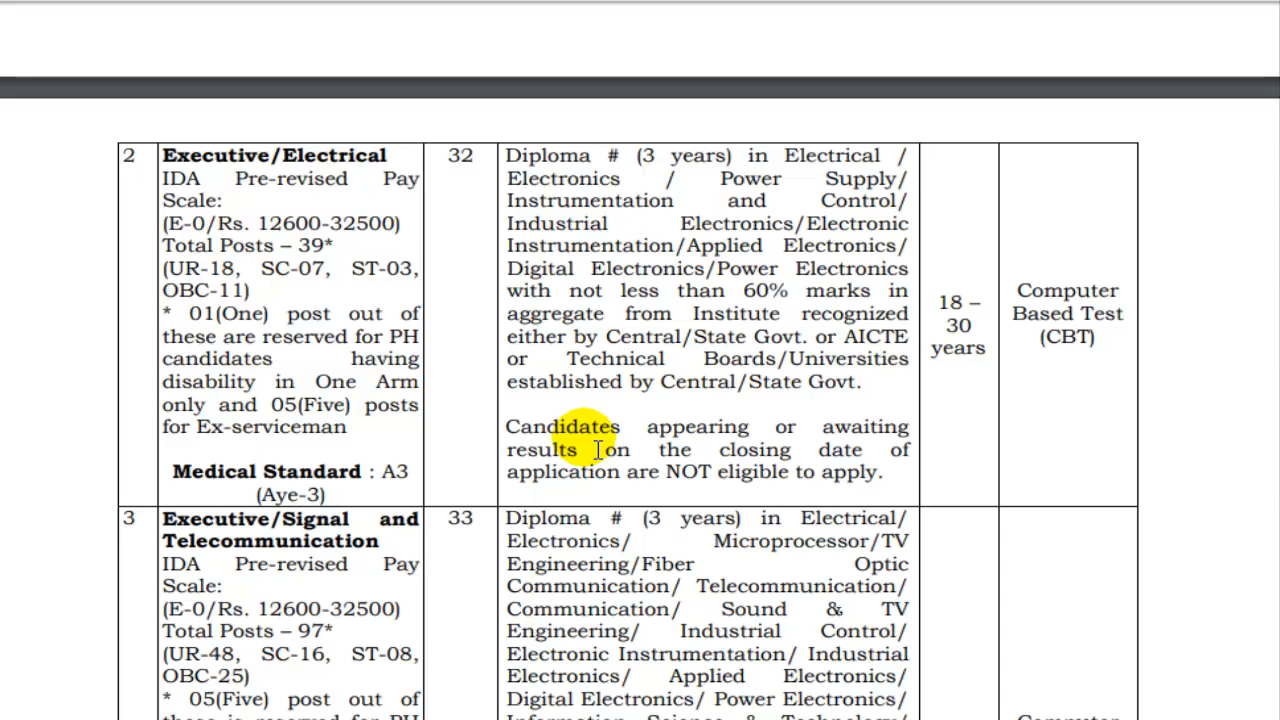 2
Executive/Electrical
IDA Pre-revised Pay
Scale:
(E-0/Rs. 12600-32500)
Total Posts – 39*
(UR-18, SC-07, ST-03,
OBC-11)
* 01(One) post out of
these are reserved for PH
candidates having
disability in One Arm
only and 05(Five) posts
for Ex-serviceman
Medical Standard : A3
(Aye-3)
32
Diploma # (3 years) in Electrical /
Electronics / Power Supply/
Instrumentation and Control/
Industrial Electronics/Electronic
Instrumentation/Applied Electronics/
Digital Electronics/Power Electronics
with not less than 60% marks in
aggregate from Institute recognized
either by Central/State Govt. or AICTE
or Technical Boards/Universities
established by Central/State Govt.
Candidates appearing or awaiting
results on the closing date of
application are NOT eligible to apply.
18 –
30
years
Computer
Based Test
(CBT)
3
Executive/Signal and
Telecommunication
IDA Pre-revised Pay
Scale:
(E-0/Rs. 12600-32500)
Total Posts – 97*
(UR-48, SC-16, ST-08,
OBC-25)
* 05(Five) post out of
these is reserved for PH
33
Diploma # (3 years) in Electrical/
Electronics/ Microprocessor/TV
Engineering/Fiber Optic
Communication/ Telecommunication/
Communication/ Sound & TV
Engineering/ Industrial Control/
Electronic Instrumentation/ Industrial
Electronics/ Applied Electronics/
Digital Electronics/ Power Electronics/
Information Science & Technology/
Computer